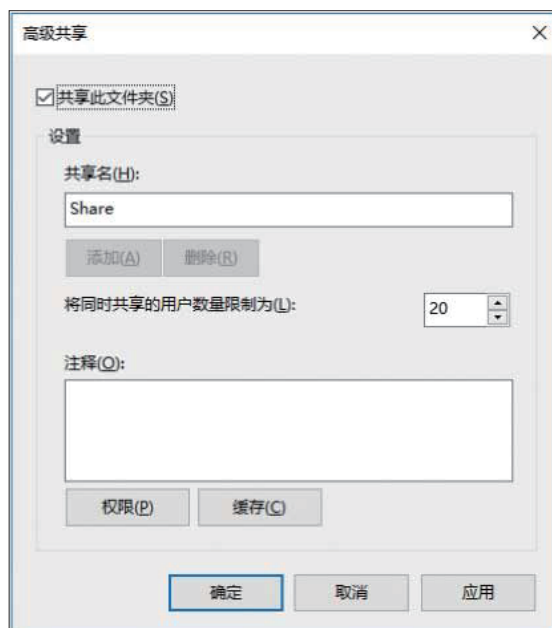 高级共享
共享此文件夹(S)
设置
共享名(H):
Share
添加(A) 删除(R)
将同时共享的用户数量限制为(L): 20
注释(O):
权限(P) 缓存(C)
确定 取消 应用